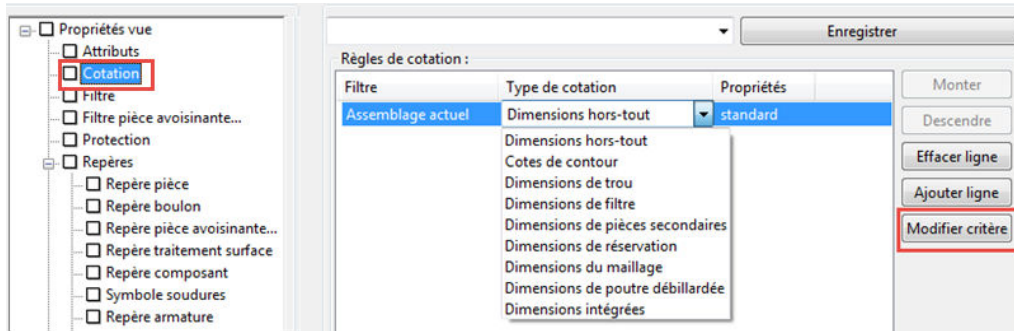 Propriétés vue
Attributs
Cotation
Filtre
Filtre pièce avoisinante...
Protection
Repères
Repère pièce
Repère boulon
Repère pièce avoisinante...
Repère traitement surface
Repère composant
Symbole soudures
Repère armature
Enregistrer
Règles de cotation :
Filtre Type de cotation Propriétés
Assemblage actuel Dimensions hors-tout standard
Dimensions hors-tout
Cotes de contour
Dimensions de trou
Dimensions de filtre
Dimensions de pièces secondaires
Dimensions de réservation
Dimensions du maillage
Dimensions de poutre débillardée
Dimensions intégrées
Monter
Descendre
Effacer ligne
Ajouter ligne
Modifier critère